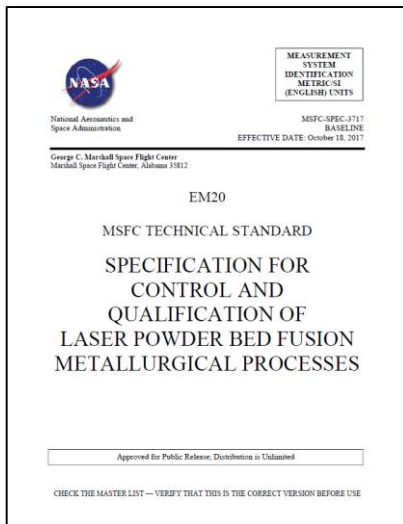 NASA
MEASUREMENT
SYSTEM
IDENTIFICATION
METRIC/SI
(ENGLISH) UNITS
National Aeronautics and
Space Administration
MSFC-SPEC-3717
BASELINE
EFFECTIVE DATE: October 18, 2017
George C. Marshall Space Flight Center
Marshall Space Flight Center, Alabama 35812
EM20
MSFC TECHNICAL STANDARD
SPECIFICATION FOR
CONTROL AND
QUALIFICATION OF
LASER POWDER BED FUSION
METALLURGICAL PROCESSES
Approved for Public Release; Distribution is Unlimited
CHECK THE MASTER LIST — VERIFY THAT THIS IS THE CORRECT VERSION BEFORE USE